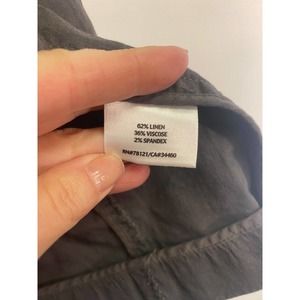 62% LINEN
36% VISCOSE
2% SPANDEX
RN#78121/CA#34460